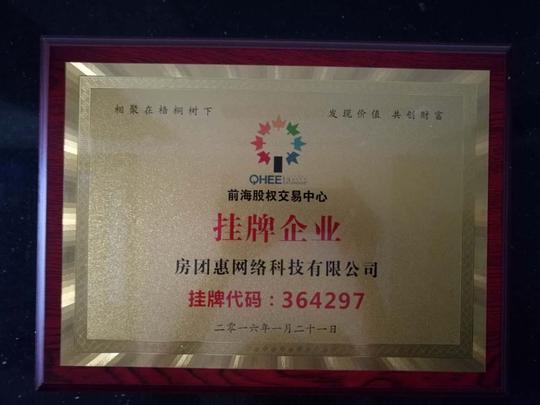 相聚在梧桐树下
发现价值 共创财富
QHEE
前海股权交易中心
挂牌企业
房团惠网络科技有限公司
挂牌代码：364297
二零一六年一月二十一日